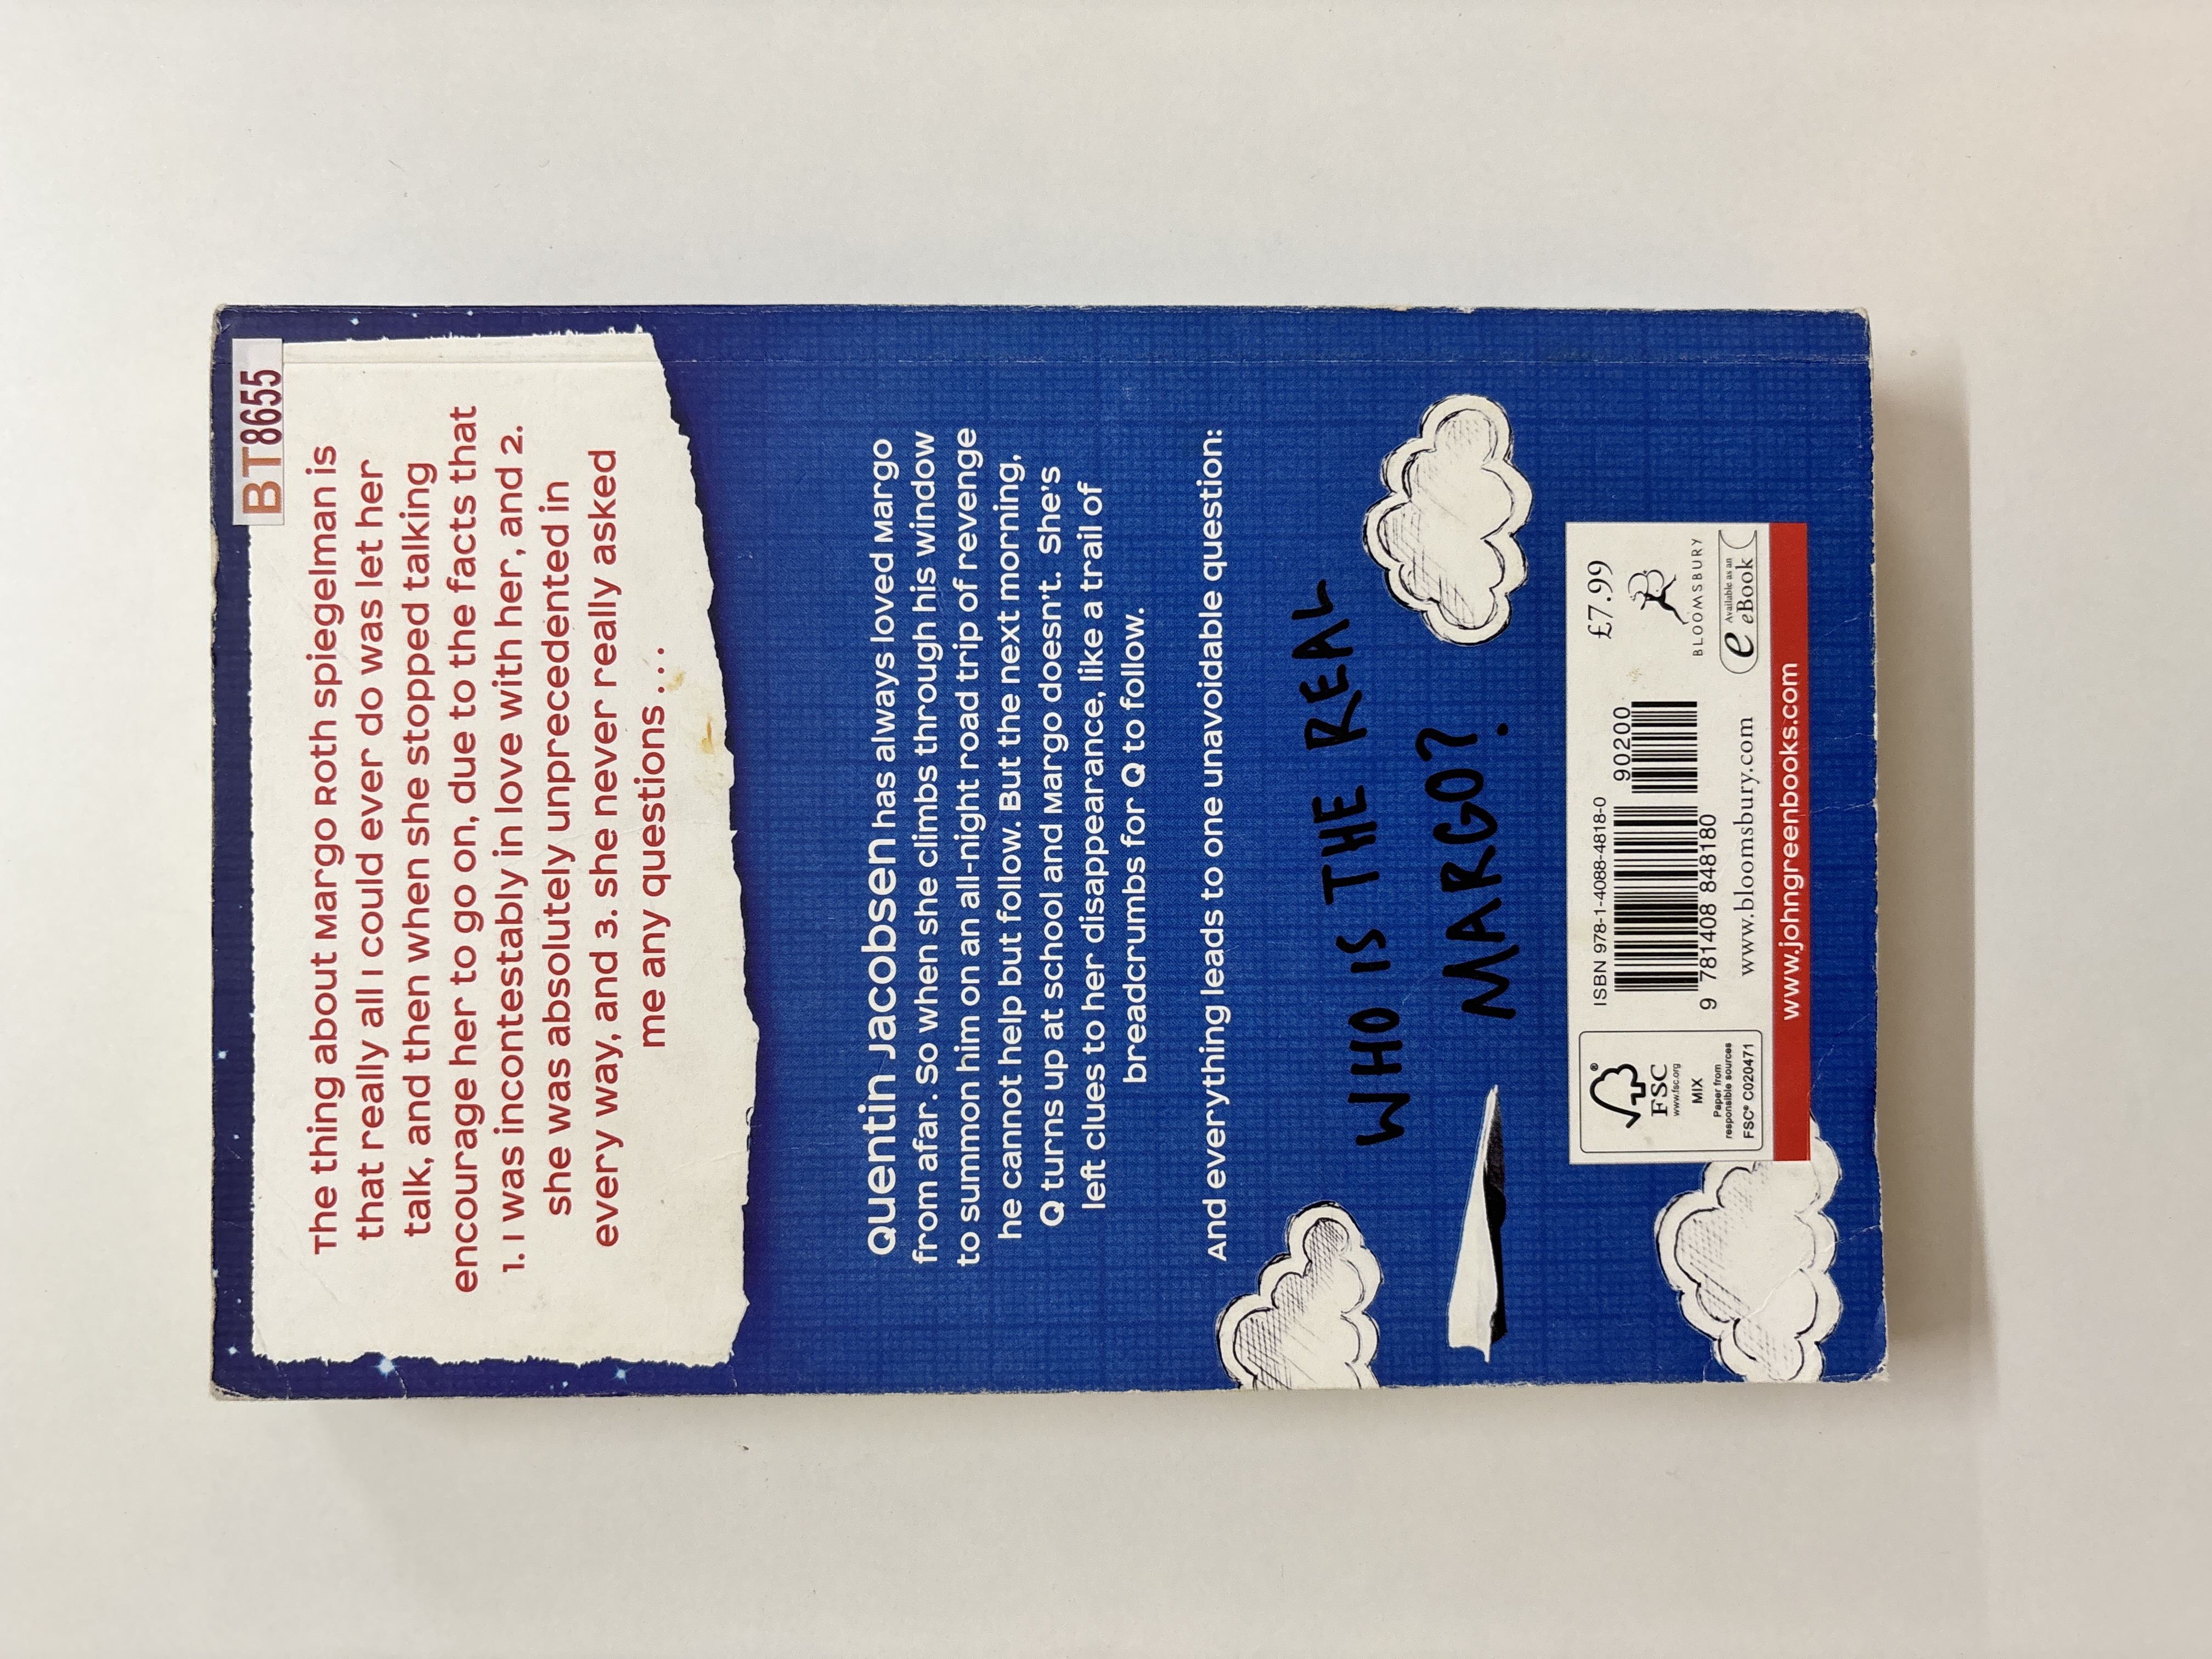 BT8655
The thing about Margo Roth Spiegelman is
that really all I could ever do was let her
talk, and then when she stopped talking
encourage her to go on, due to the facts that
1. I was incontestably in love with her, and 2.
she was absolutely unprecedented in
every way, and 3. she never really asked
me any questions ...
Quentin Jacobsen has always loved Margo
from afar. So when she climbs through his window
to summon him on an all-night road trip of revenge
he cannot help but follow. But the next morning,
Q turns up at school and Margo doesn't. She's
left clues to her disappearance, like a trail of
breadcrumbs for Q to follow.
And everything leads to one unavoidable question:
WHO IS THE REAL
MARGO?
FSC®
www.fsc.org
MIX
Paper from
responsible sources
FSC® C020471
ISBN 978-1-4088-4818-0
90200
9 781408 848180
www.bloomsbury.com
£7.99
BLOOMSBURY
e Available as an
eBook
www.johngreenbooks.com